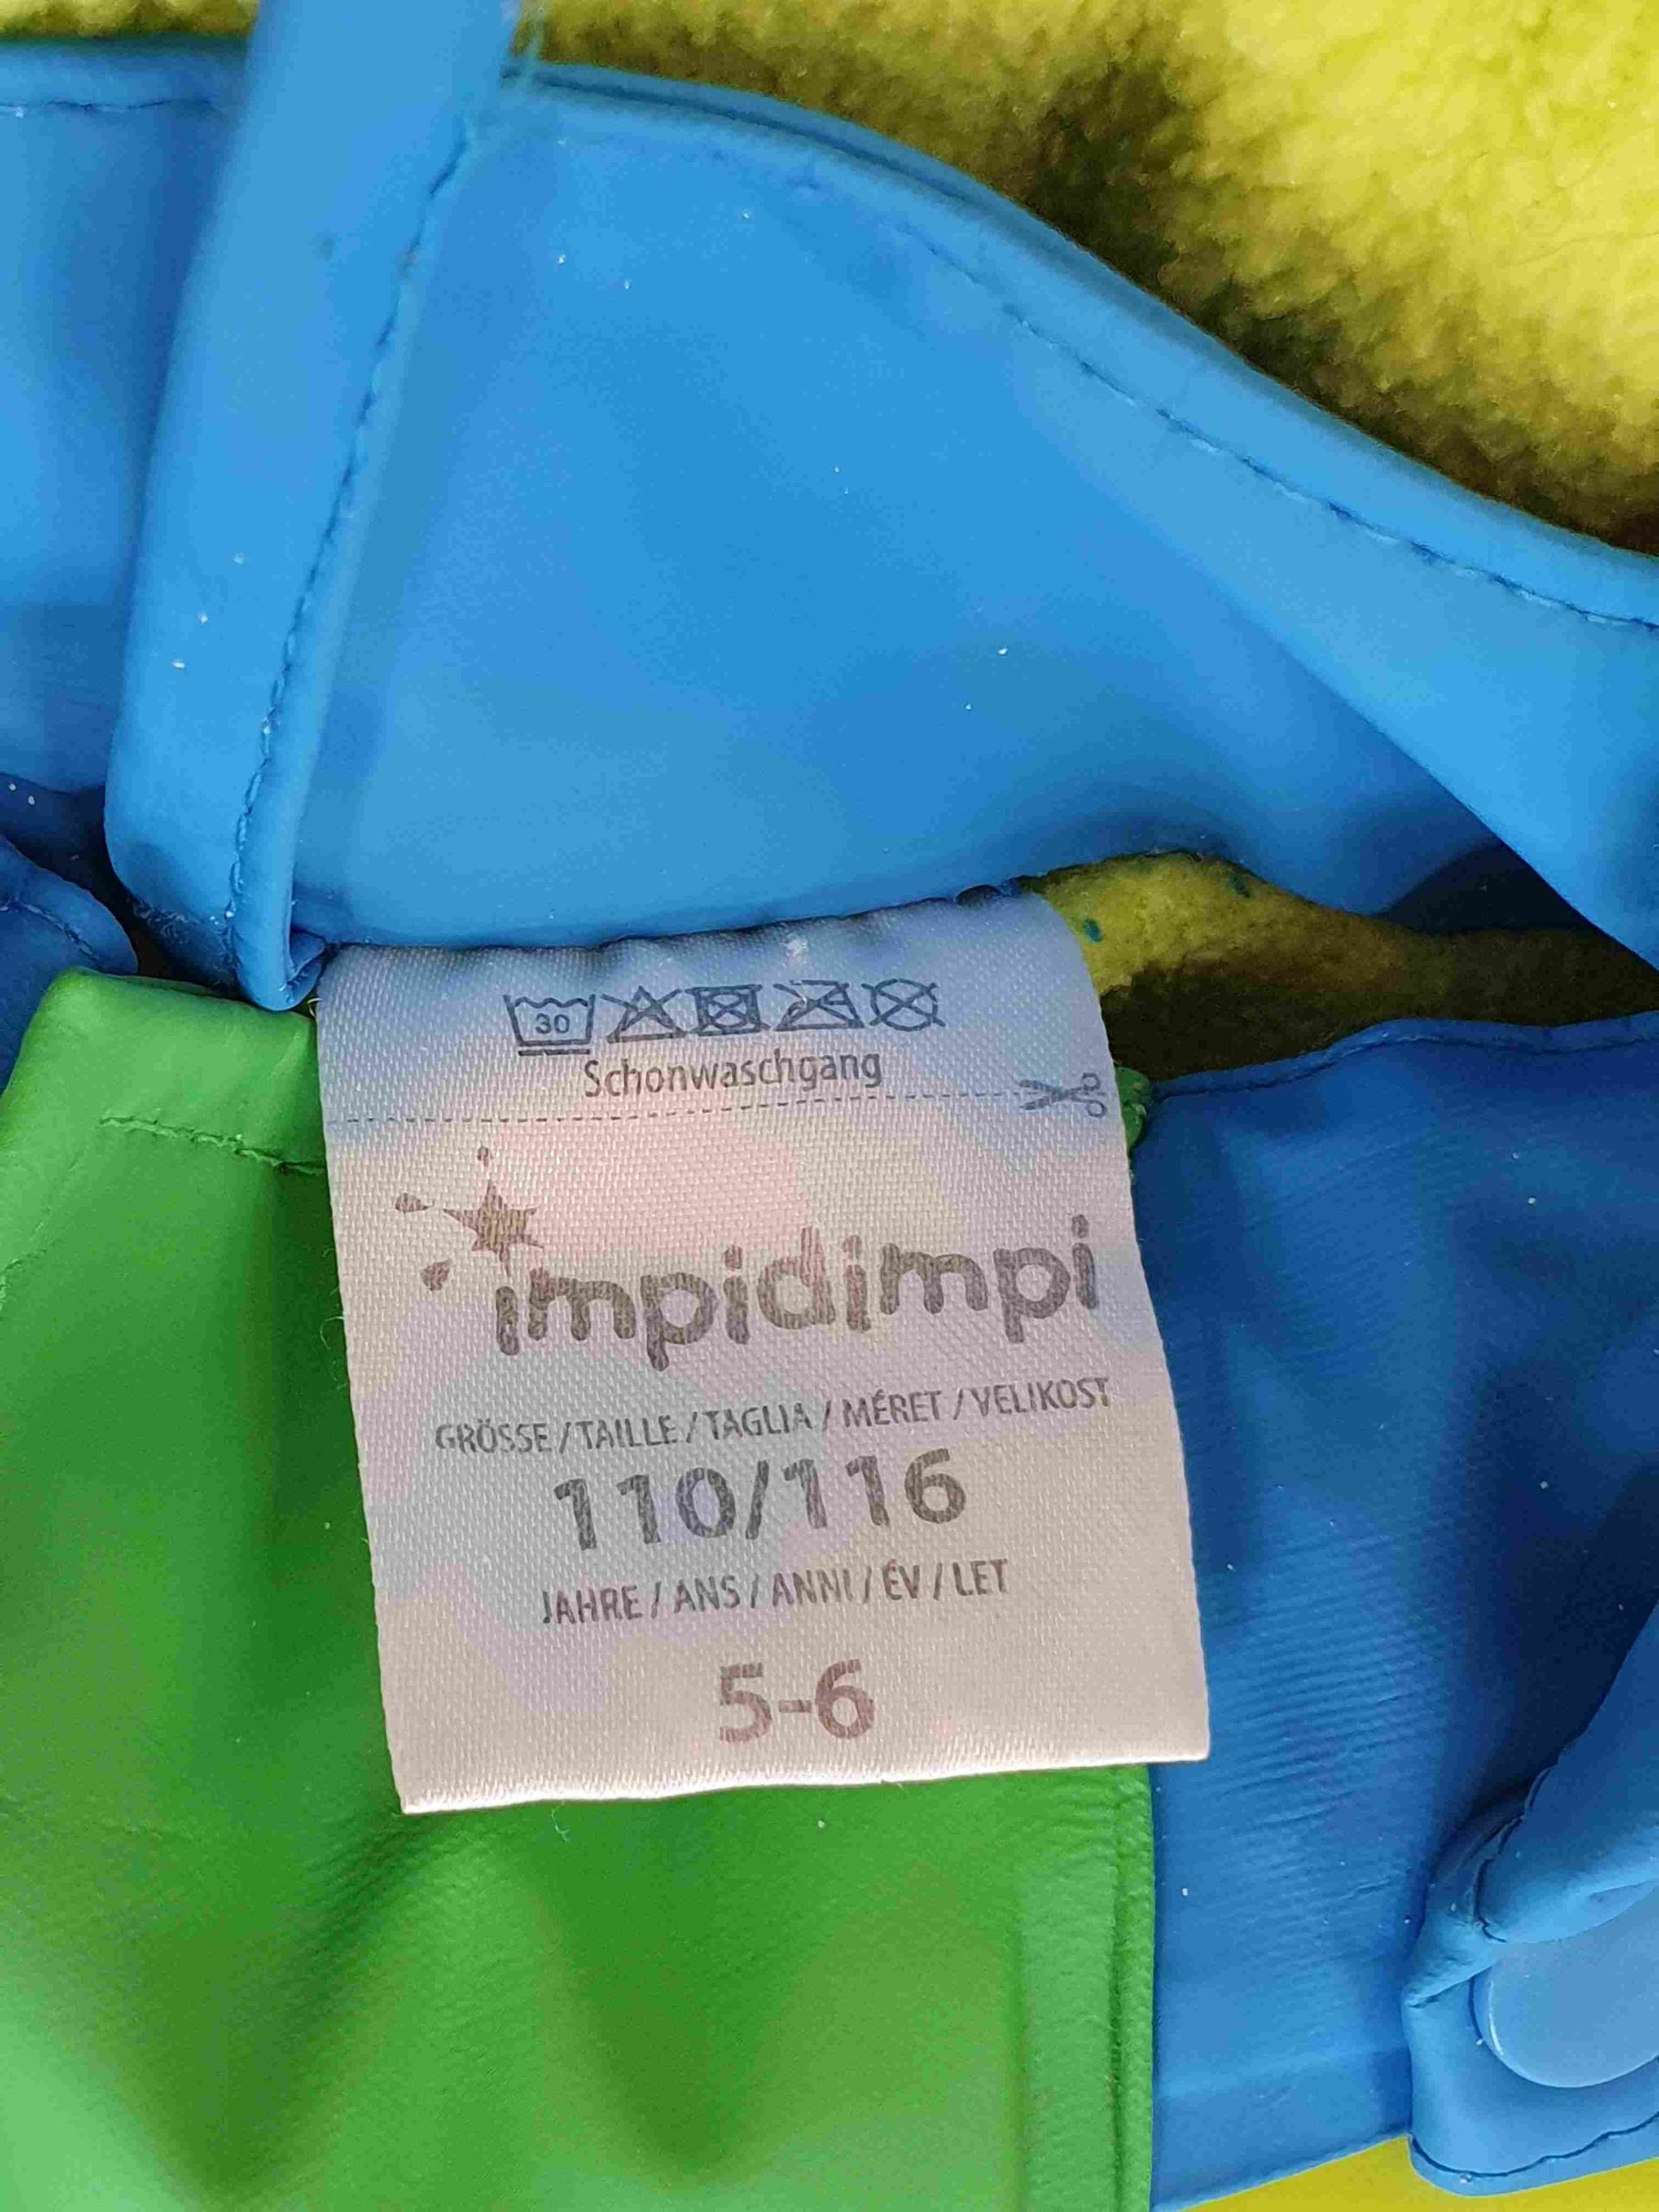 30
Schonwaschgang
impidimpi
GRÖSSE / TAILLE / TAGLIA / MÉRET / VELIKOST
110/116
JAHRE / ANS / ANNI / ÉV / LET
5-6